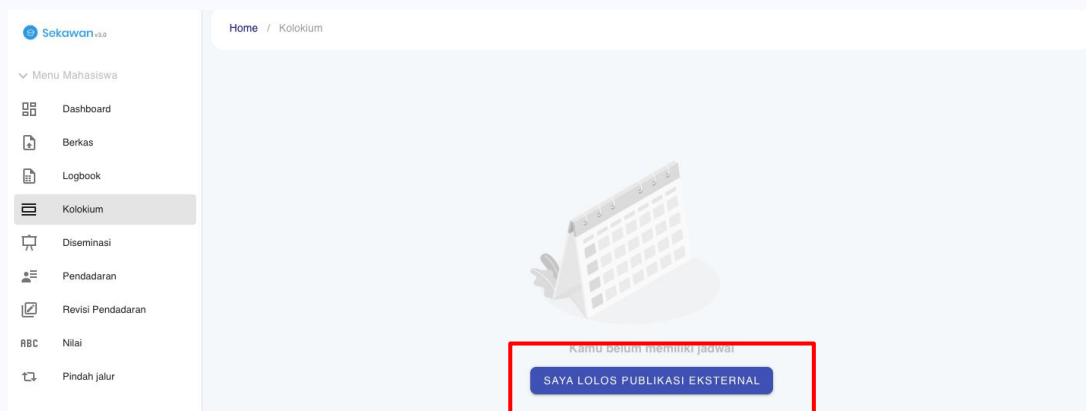 Sekawan v3.0
Home / Kolokium
Menu Mahasiswa
Dashboard
Berkas
Logbook
Kolokium
Diseminasi
Pendadaran
Revisi Pendadaran
ABC Nilai
Pindah jalur
Kamu belum memiliki jadwal
SAYA LOLOS PUBLIKASI EKSTERNAL